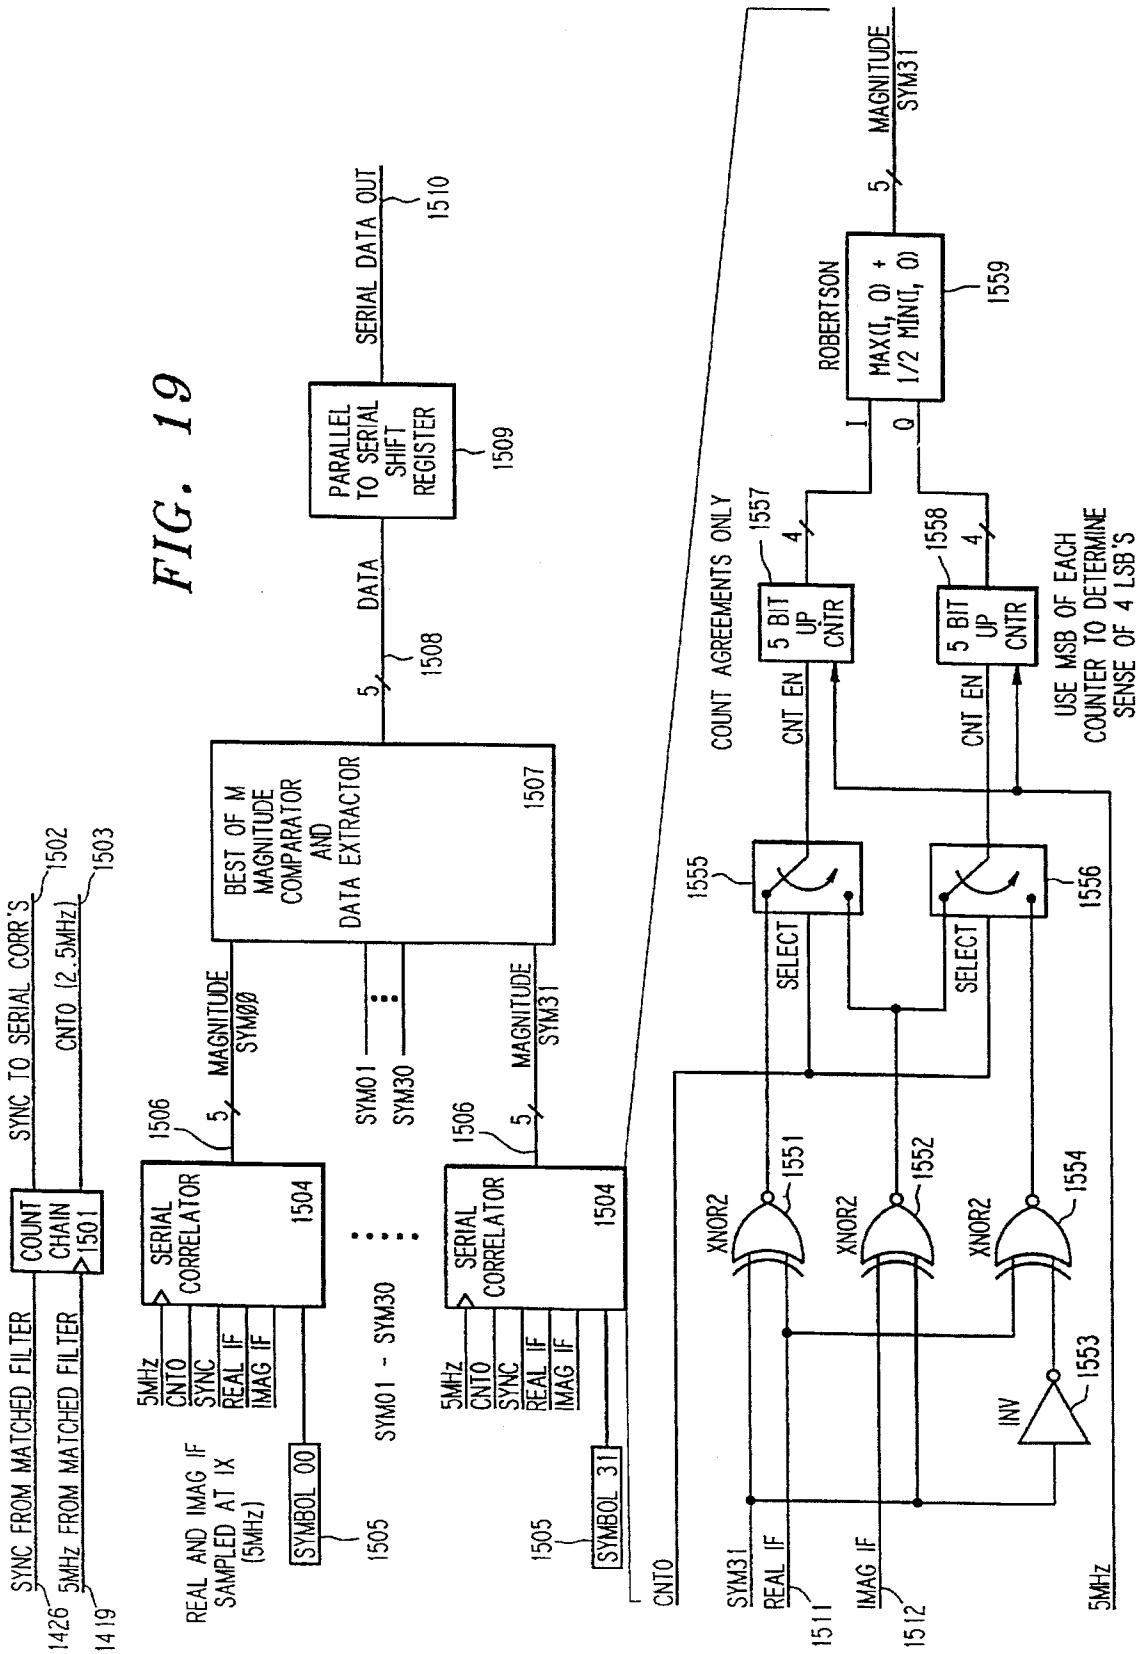 FIG. 19
SYNC FROM MATCHED FILTER
1426
5MHz FROM MATCHED FILTER
1419
COUNT
CHAIN
1501
SYNC TO SERIAL CORR'S
1502
CNTO (2.5MHz)
1503
REAL AND IMAG IF
SAMPLED AT 1X
(5MHz)
5MHz
CNTO
SYNC
REAL IF
IMAG IF
SYMBOL 00
1505
SERIAL
CORRELATOR
1504
1506
5
MAGNITUDE
SYM00
SYM01 - SYM30
SYM01
SYM30
5MHz
CNTO
SYNC
REAL IF
IMAG IF
SYMBOL 31
1505
SERIAL
CORRELATOR
1504
1506
5
MAGNITUDE
SYM31
BEST OF M
MAGNITUDE
COMPARATOR
AND
DATA EXTRACTOR
1507
5
1508
DATA
PARALLEL
TO SERIAL
SHIFT
REGISTER
1509
SERIAL DATA OUT
1510
CNTO
SYM31
REAL IF
1511
IMAG IF
1512
5MHz
INV
1553
XNOR2
1551
XNOR2
1552
XNOR2
1554
SELECT
1555
SELECT
1556
COUNT AGREEMENTS ONLY
CNT EN
5 BIT
UP
CNTR
1557
4
CNT EN
5 BIT
UP
CNTR
1558
4
USE MSB OF EACH
COUNTER TO DETERMINE
SENSE OF 4 LSB'S
I
Q
ROBERTSON
MAX(I, Q) +
1/2 MIN(I, Q)
1559
5
MAGNITUDE
SYM31